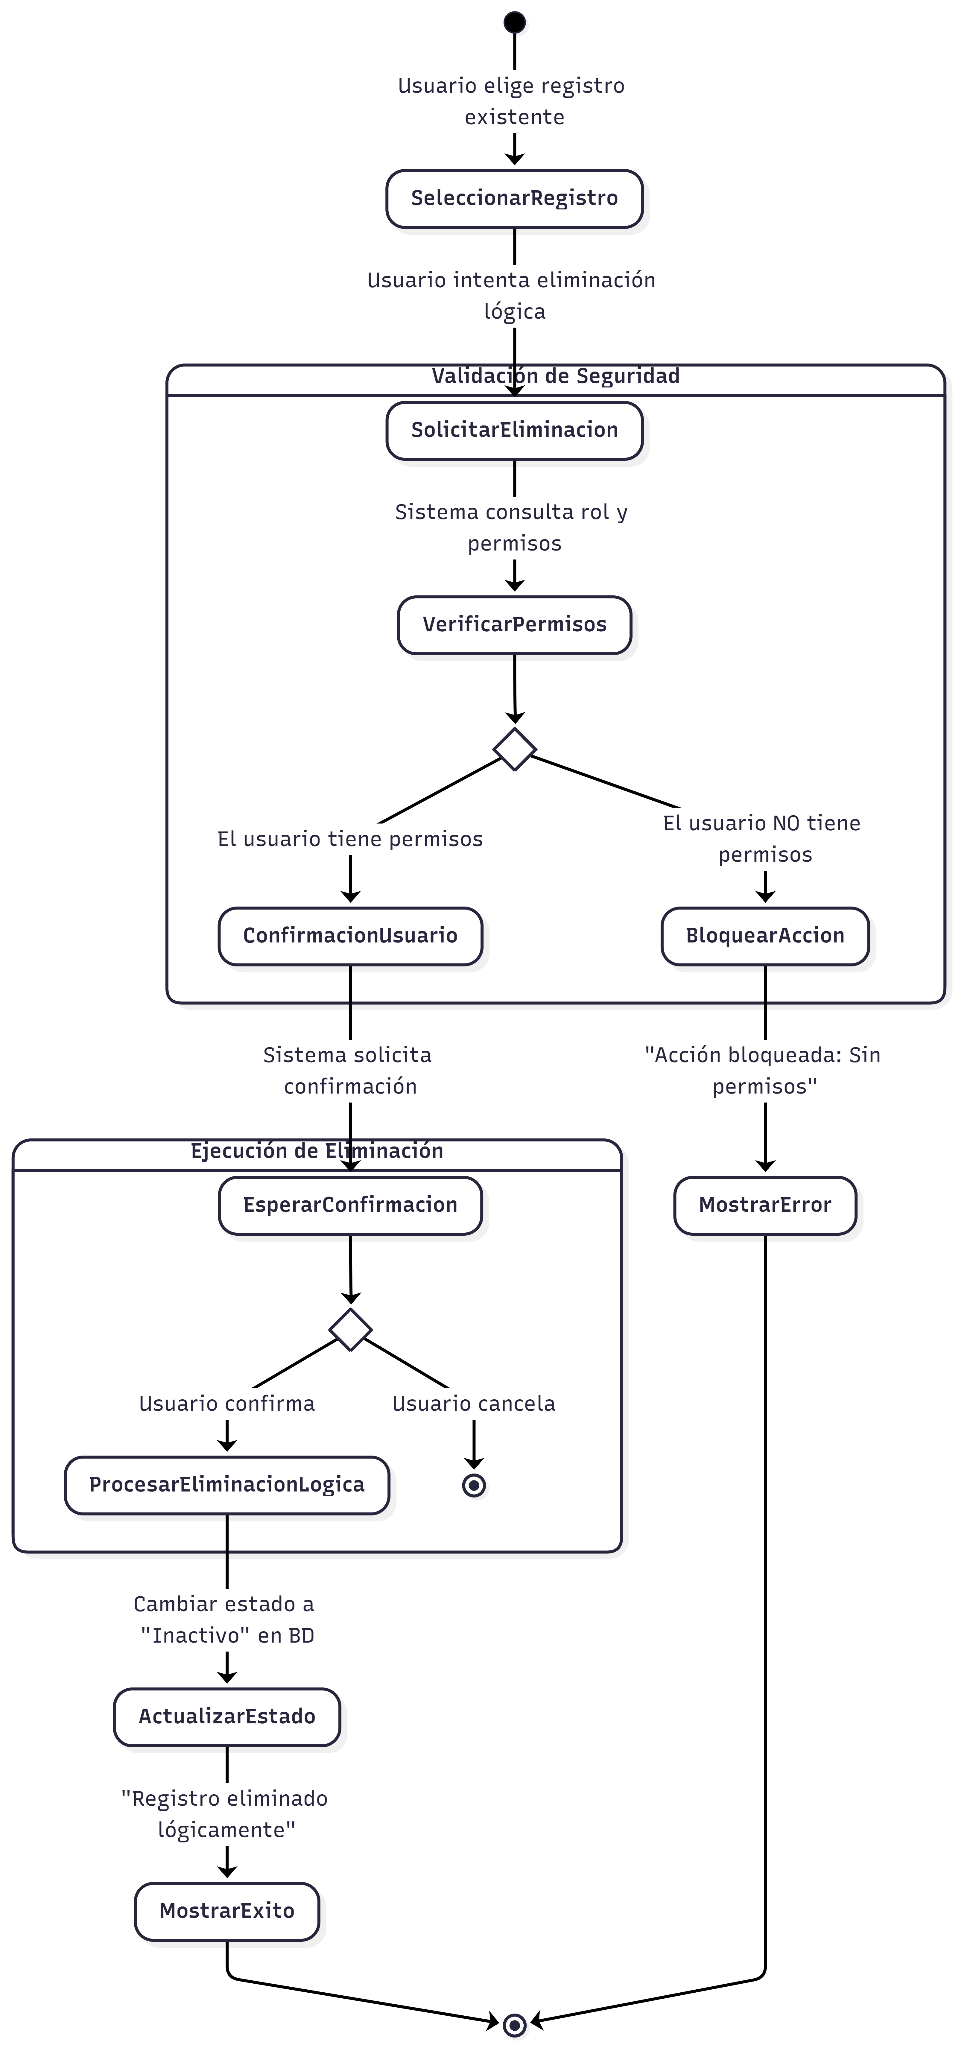 Usuario elige registro
existente
SeleccionarRegistro
Usuario intenta eliminación
lógica
Validación de Seguridad
SolicitarEliminacion
Sistema consulta rol y
permisos
VerificarPermisos
El usuario tiene permisos
El usuario NO tiene
permisos
ConfirmacionUsuario
BloquearAccion
Sistema solicita
confirmación
"Acción bloqueada: Sin
permisos"
Ejecución de Eliminación
EsperarConfirmacion
MostrarError
Usuario confirma
Usuario cancela
ProcesarEliminacionLogica
Cambiar estado a
"Inactivo" en BD
ActualizarEstado
"Registro eliminado
lógicamente"
MostrarExito